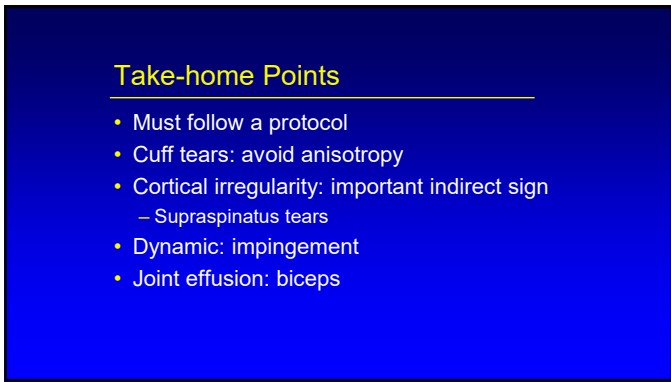 Take-home Points
• Must follow a protocol
• Cuff tears: avoid anisotropy
• Cortical irregularity: important indirect sign
– Supraspinatus tears
• Dynamic: impingement
• Joint effusion: biceps